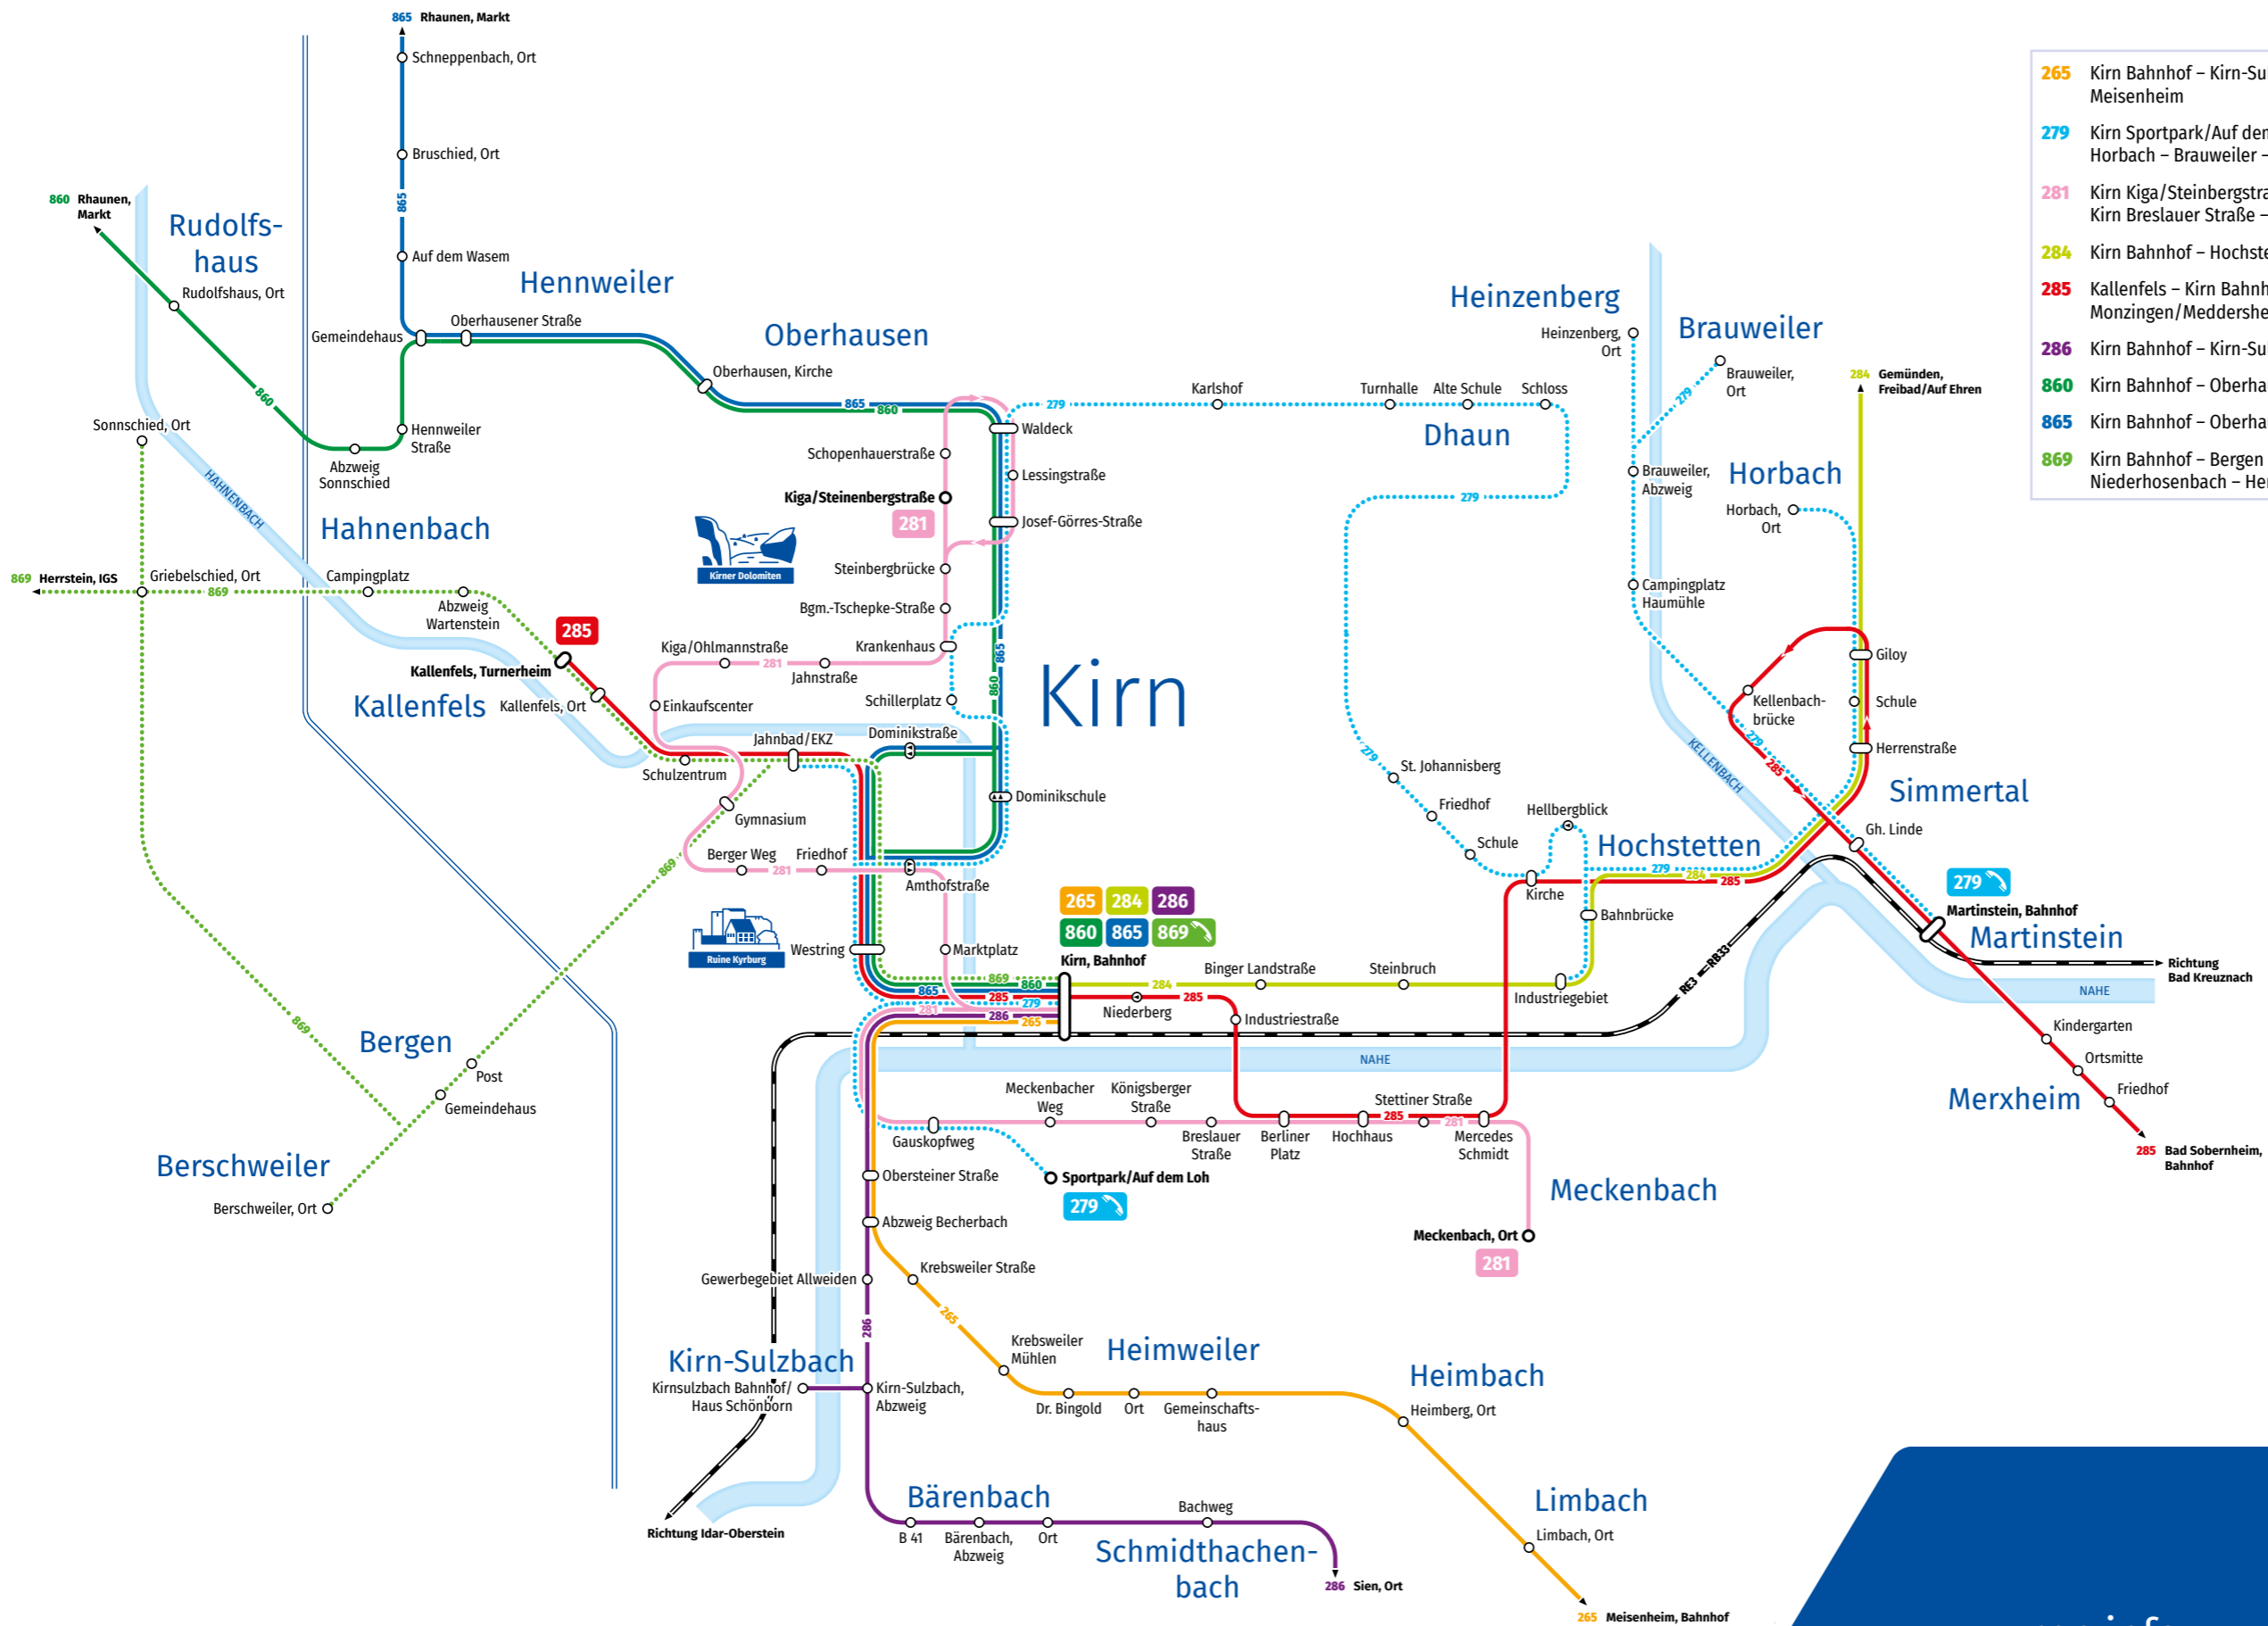 865 Rhaunen, Markt
Schneppenbach, Ort
Bruschied, Ort
865
Auf dem Wasem
860 Rhaunen,
Markt
Rudolfs-
haus
Rudolfshaus, Ort
Hennweiler
Gemeindehaus
Oberhausener Straße
Oberhausen
Oberhausen, Kirche
860
Sonnschied, Ort
Hennweiler
Straße
Abzweig
Sonnschied
HAHNENBACH
Hahnenbach
869 Herrstein, IGS
Griebelschied, Ort
869
Campingplatz
Abzweig
Wartenstein
285
Kallenfels, Turnerheim
Kallenfels
Kallenfels, Ort
Kirner Dolomiten
865
860
279
Waldeck
Schopenhauerstraße
Lessingstraße
Kiga/Steinenbergstraße
281
Josef-Görres-Straße
Steinbergbrücke
Bgm.-Tschepke-Straße
Krankenhaus
Kiga/Ohlmannstraße
281
Jahnstraße
Einkaufscenter
Schillerplatz
865
860
Kirn
Dominikstraße
Jahnbad/EKZ
Schulzentrum
Gymnasium
Dominikschule
Berger Weg
281
Friedhof
Amthofstraße
869
Ruine Kyrburg
Westring
Marktplatz
265 284 286
860 865 869
Kirn, Bahnhof
869
860
865
285
279
281
286
265
Karlshof
Turnhalle
Alte Schule
Schloss
Dhaun
279
279
St. Johannisberg
Friedhof
Schule
Hellbergblick
Kirche
Hochstetten
279
284
285
Bahnbrücke
Industriegebiet
284
Binger Landstraße
Steinbruch
Niederberg
285
Industriestraße
RE3
RB33
NAHE
Heinzenberg
Heinzenberg,
Ort
Brauweiler
Brauweiler,
Ort
279
Brauweiler,
Abzweig
Horbach
Horbach,
Ort
Campingplatz
Haumühle
284 Gemünden,
Freibad/Auf Ehren
Giloy
Kellenbach-
brücke
Schule
Herrenstraße
279
285
KELLENBACH
Simmertal
Gh. Linde
279
Martinstein, Bahnhof
Martinstein
Richtung
Bad Kreuznach
NAHE
Kindergarten
Ortsmitte
Friedhof
Merxheim
285 Bad Sobernheim,
Bahnhof
869
Bergen
Post
Gemeindehaus
Berschweiler
Berschweiler, Ort
Gauskopfweg
Meckenbacher
Weg
Königsberger
Straße
Breslauer
Straße
Berliner
Platz
Hochhaus
Stettiner Straße
285
281
Mercedes
Schmidt
Obersteiner Straße
Sportpark/Auf dem Loh
279
Meckenbach
Meckenbach, Ort
281
Abzweig Becherbach
Gewerbegebiet Allweiden
Krebsweiler Straße
265
286
Krebsweiler
Mühlen
Heimweiler
Dr. Bingold
Ort
Gemeinschafts-
haus
Heimbach
Heimberg, Ort
Kirn-Sulzbach
Kirnsulzbach Bahnhof/
Haus Schönborn
Kirn-Sulzbach,
Abzweig
Limbach
Limbach, Ort
Richtung Idar-Oberstein
Bärenbach
B 41
Bärenbach,
Abzweig
Ort
Bachweg
Schmidthachen-
bach
286 Sien, Ort
265 Meisenheim, Bahnhof
265 Kirn Bahnhof – Kirn-Su
Meisenheim
279 Kirn Sportpark/Auf de
Horbach – Brauweiler –
281 Kirn Kiga/Steinbergstra
Kirn Breslauer Straße –
284 Kirn Bahnhof – Hochste
285 Kallenfels – Kirn Bahnh
Monzingen/Meddershe
286 Kirn Bahnhof – Kirn-Su
860 Kirn Bahnhof – Oberha
865 Kirn Bahnhof – Oberha
869 Kirn Bahnhof – Bergen
Niederhosenbach – He